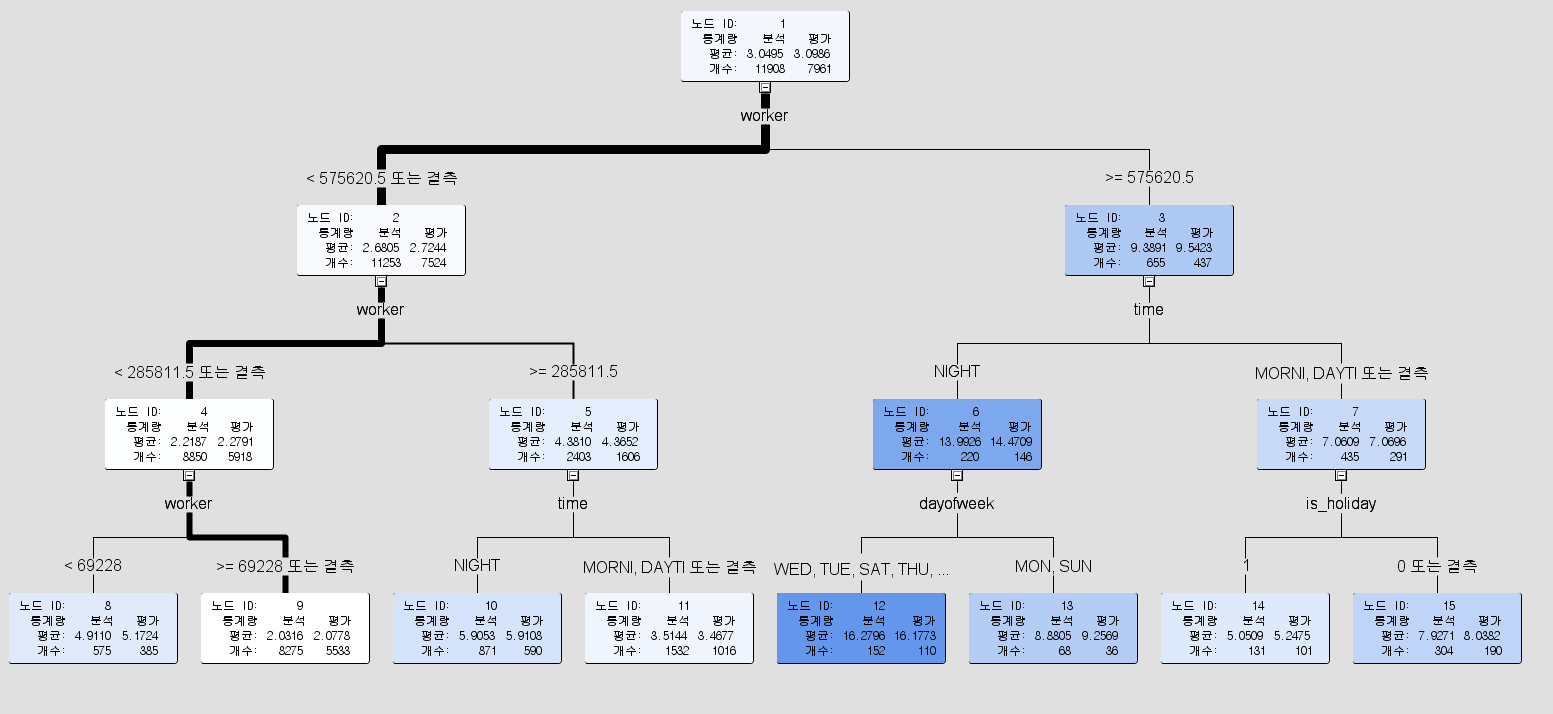 노드 ID: 1
통계량 분석 평가
평균: 3.0495 3.0986
개수: 11908 7961
worker
< 575620.5 또는 결측
>= 575620.5
노드 ID: 2
통계량 분석 평가
평균: 2.6805 2.7244
개수: 11253 7524
노드 ID: 3
통계량 분석 평가
평균: 9.3891 9.5423
개수: 655 437
worker
time
< 285811.5 또는 결측
>= 285811.5
NIGHT
MORNI, DAYTI 또는 결측
노드 ID: 4
통계량 분석 평가
평균: 2.2187 2.2791
개수: 8850 5918
노드 ID: 5
통계량 분석 평가
평균: 4.3810 4.3652
개수: 2403 1606
노드 ID: 6
통계량 분석 평가
평균: 13.9926 14.4709
개수: 220 146
노드 ID: 7
통계량 분석 평가
평균: 7.0609 7.0696
개수: 435 291
worker
time
dayofweek
is_holiday
< 69228
>= 69228 또는 결측
NIGHT
MORNI, DAYTI 또는 결측
WED, TUE, SAT, THU, ...
MON, SUN
1
0 또는 결측
노드 ID: 8
통계량 분석 평가
평균: 4.9110 5.1724
개수: 575 385
노드 ID: 9
통계량 분석 평가
평균: 2.0316 2.0778
개수: 8275 5533
노드 ID: 10
통계량 분석 평가
평균: 5.9053 5.9108
개수: 871 590
노드 ID: 11
통계량 분석 평가
평균: 3.5144 3.4677
개수: 1532 1016
노드 ID: 12
통계량 분석 평가
평균: 16.2796 16.1773
개수: 152 110
노드 ID: 13
통계량 분석 평가
평균: 8.8805 9.2569
개수: 68 36
노드 ID: 14
통계량 분석 평가
평균: 5.0509 5.2475
개수: 131 101
노드 ID: 15
통계량 분석 평가
평균: 7.9271 8.0382
개수: 304 190